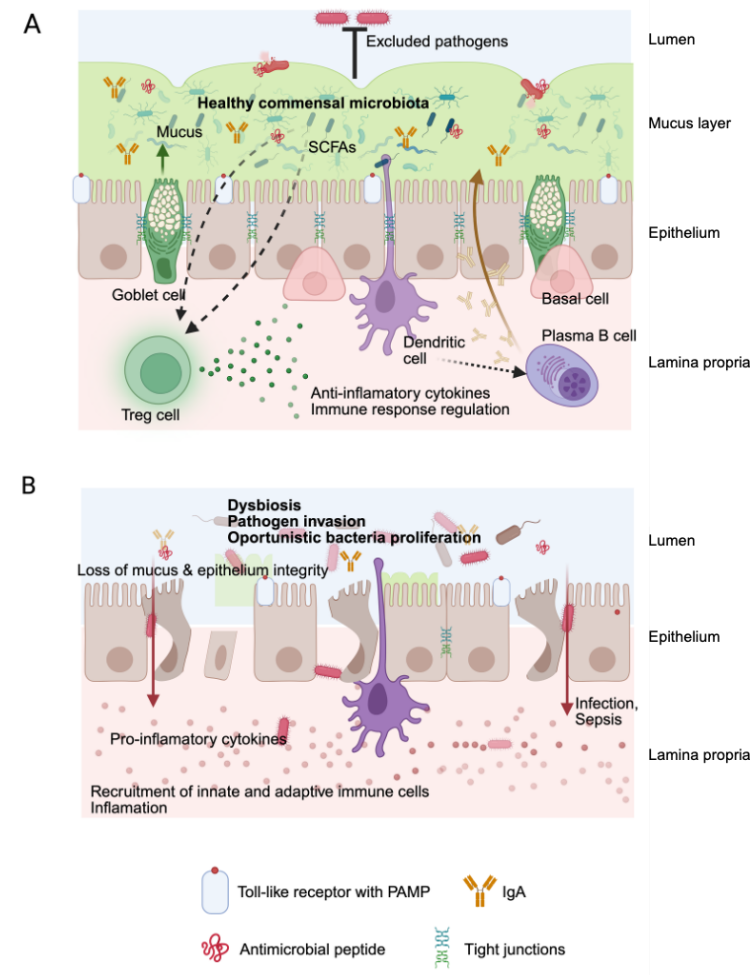 A
Excluded pathogens
Lumen
Healthy commensal microbiota
Mucus layer
Mucus
SCFAs
Epithelium
Goblet cell
Basal cell
Dendritic
cell
Plasma B cell
Lamina propria
Treg cell
Anti-inflamatory cytokines
Immune response regulation
B
Dysbiosis
Pathogen invasion
Oportunistic bacteria proliferation
Lumen
Loss of mucus & epithelium integrity
Epithelium
Infection,
Sepsis
Pro-inflamatory cytokines
Lamina propria
Recruitment of innate and adaptive immune cells
Inflamation
Toll-like receptor with PAMP
IgA
Antimicrobial peptide
Tight junctions